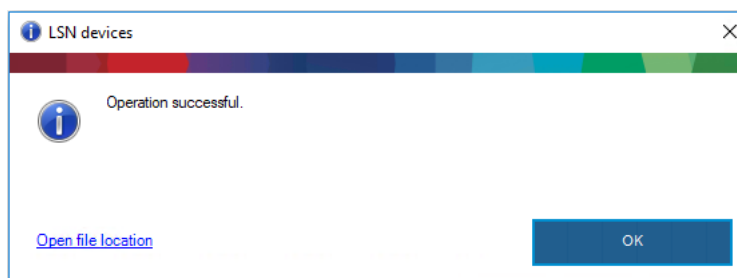 LSN devices
Operation successful.
Open file location
OK